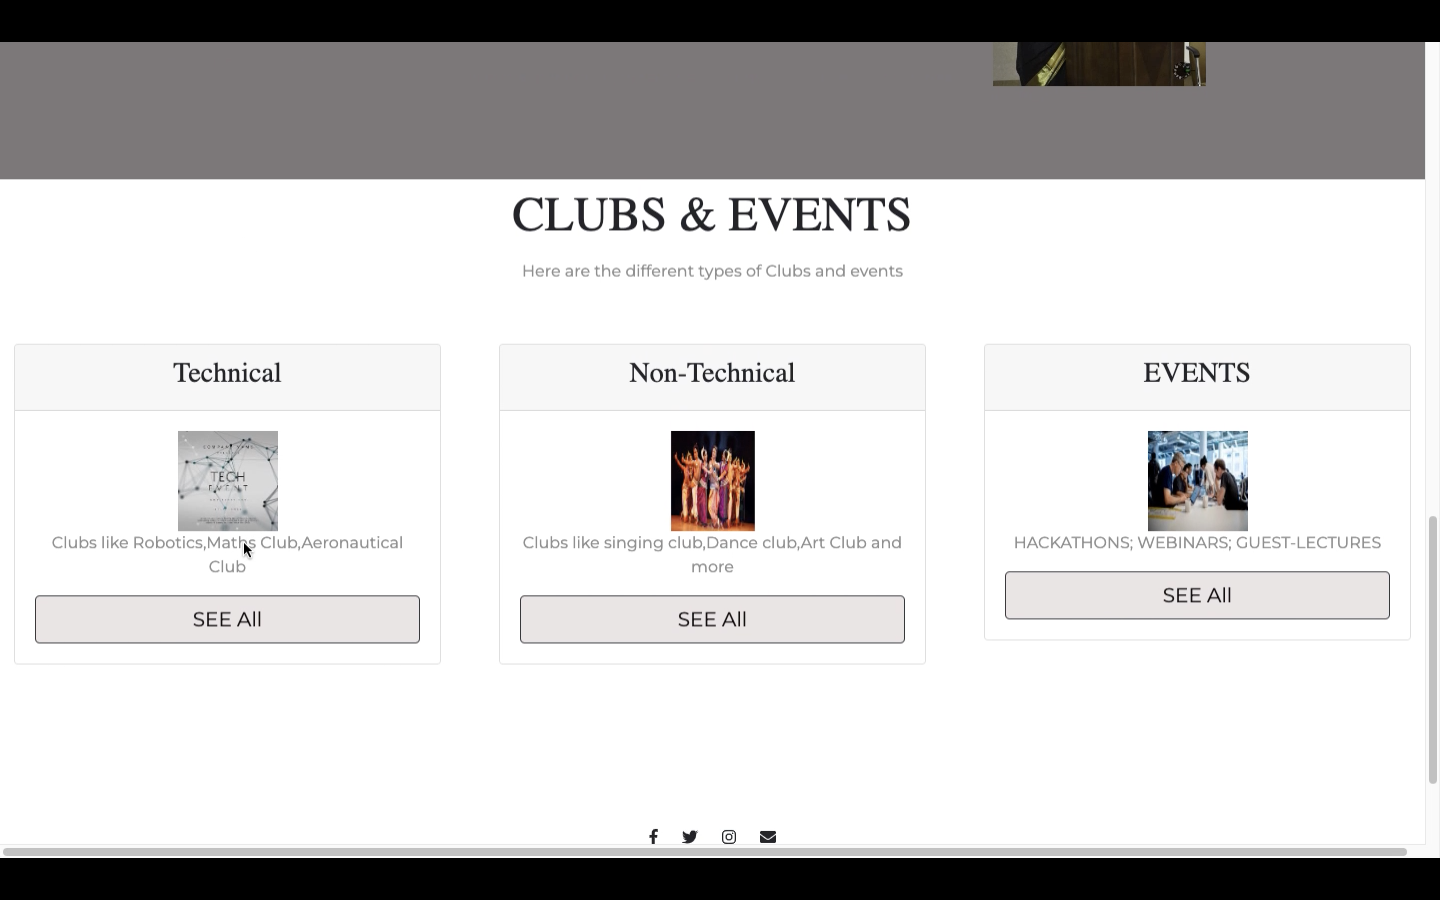 CLUBS & EVENTS
Here are the different types of Clubs and events
Technical
TECH
EVENT
Clubs like Robotics,Maths Club,Aeronautical
Club
SEE All
Non-Technical
Clubs like singing club,Dance club,Art Club and
more
SEE All
EVENTS
HACKATHONS; WEBINARS; GUEST-LECTURES
SEE All